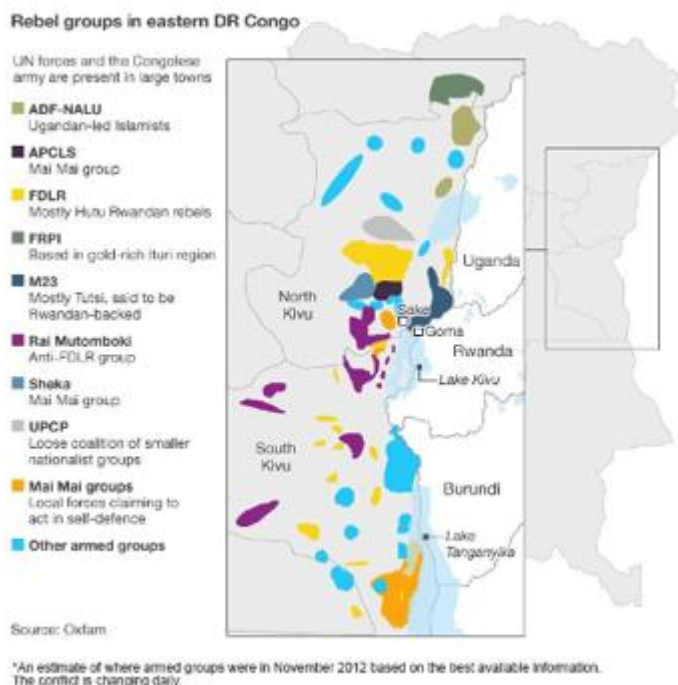 Rebel groups in eastern DR Congo
UN forces and the Congolese
army are present in large towns
ADF-NALU
Ugandan-led Islamists
APCLS
Mai Mai group
FDLR
Mostly Hutu Rwandan rebels
FRPI
Based in gold-rich Ituri region
M23
Mostly Tutsi, said to be
Rwandan-backed
Rai Mutomboki
Anti-FDLR group
Sheka
Mai Mai group
UPCP
Loose coalition of smaller
nationalist groups
Mai Mai groups
Local forces claiming to
act in self-defence
Other armed groups
Source: Oxfam
Uganda
North
Kivu
Sake
Goma
Rwanda
Lake Kivu
South
Kivu
Burundi
Lake
Tanganyika
*An estimate of where armed groups were in November 2012 based on the best available information.
The conflict is changing daily